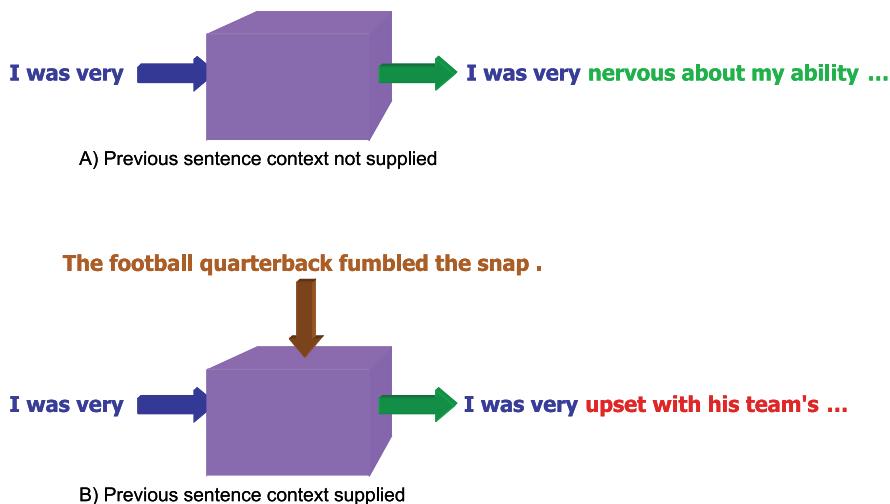 I was very I was very nervous about my ability ...
A) Previous sentence context not supplied
The football quarterback fumbled the snap .
I was very I was very upset with his team's ...
B) Previous sentence context supplied